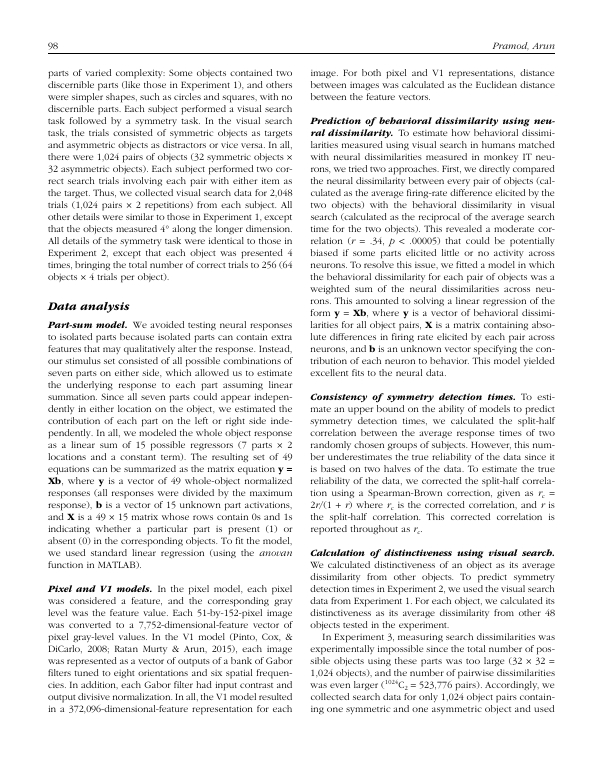 98
Pramod, Arun
parts of varied complexity: Some objects contained two
discernible parts (like those in Experiment 1), and others
were simpler shapes, such as circles and squares, with no
discernible parts. Each subject performed a visual search
task followed by a symmetry task. In the visual search
task, the trials consisted of symmetric objects as targets
and asymmetric objects as distractors or vice versa. In all,
there were 1,024 pairs of objects (32 symmetric objects ×
32 asymmetric objects). Each subject performed two cor-
rect search trials involving each pair with either item as
the target. Thus, we collected visual search data for 2,048
trials (1,024 pairs × 2 repetitions) from each subject. All
other details were similar to those in Experiment 1, except
that the objects measured 4° along the longer dimension.
All details of the symmetry task were identical to those in
Experiment 2, except that each object was presented 4
times, bringing the total number of correct trials to 256 (64
objects × 4 trials per object).
Data analysis
Part-sum model. We avoided testing neural responses
to isolated parts because isolated parts can contain extra
features that may qualitatively alter the response. Instead,
our stimulus set consisted of all possible combinations of
seven parts on either side, which allowed us to estimate
the underlying response to each part assuming linear
summation. Since all seven parts could appear indepen-
dently in either location on the object, we estimated the
contribution of each part on the left or right side inde-
pendently. In all, we modeled the whole object response
as a linear sum of 15 possible regressors (7 parts × 2
locations and a constant term). The resulting set of 49
equations can be summarized as the matrix equation y =
Xb, where y is a vector of 49 whole-object normalized
responses (all responses were divided by the maximum
response), b is a vector of 15 unknown part activations,
and X is a 49 × 15 matrix whose rows contain 0s and 1s
indicating whether a particular part is present (1) or
absent (0) in the corresponding objects. To fit the model,
we used standard linear regression (using the anovan
function in MATLAB).
Pixel and V1 models. In the pixel model, each pixel
was considered a feature, and the corresponding gray
level was the feature value. Each 51-by-152-pixel image
was converted to a 7,752-dimensional-feature vector of
pixel gray-level values. In the V1 model (Pinto, Cox, &
DiCarlo, 2008; Ratan Murty & Arun, 2015), each image
was represented as a vector of outputs of a bank of Gabor
filters tuned to eight orientations and six spatial frequen-
cies. In addition, each Gabor filter had input contrast and
output divisive normalization. In all, the V1 model resulted
in a 372,096-dimensional-feature representation for each
image. For both pixel and V1 representations, distance
between images was calculated as the Euclidean distance
between the feature vectors.
Prediction of behavioral dissimilarity using neu-
ral dissimilarity. To estimate how behavioral dissimi-
larities measured using visual search in humans matched
with neural dissimilarities measured in monkey IT neu-
rons, we tried two approaches. First, we directly compared
the neural dissimilarity between every pair of objects (cal-
culated as the average firing-rate difference elicited by the
two objects) with the behavioral dissimilarity in visual
search (calculated as the reciprocal of the average search
time for the two objects). This revealed a moderate cor-
relation (r = .34, p < .00005) that could be potentially
biased if some parts elicited little or no activity across
neurons. To resolve this issue, we fitted a model in which
the behavioral dissimilarity for each pair of objects was a
weighted sum of the neural dissimilarities across neu-
rons. This amounted to solving a linear regression of the
form y = Xb, where y is a vector of behavioral dissimi-
larities for all object pairs, X is a matrix containing abso-
lute differences in firing rate elicited by each pair across
neurons, and b is an unknown vector specifying the con-
tribution of each neuron to behavior. This model yielded
excellent fits to the neural data.
Consistency of symmetry detection times. To esti-
mate an upper bound on the ability of models to predict
symmetry detection times, we calculated the split-half
correlation between the average response times of two
randomly chosen groups of subjects. However, this num-
ber underestimates the true reliability of the data since it
is based on two halves of the data. To estimate the true
reliability of the data, we corrected the split-half correla-
tion using a Spearman-Brown correction, given as rc =
2r/(1 + r) where rc is the corrected correlation, and r is
the split-half correlation. This corrected correlation is
reported throughout as rc.
Calculation of distinctiveness using visual search.
We calculated distinctiveness of an object as its average
dissimilarity from other objects. To predict symmetry
detection times in Experiment 2, we used the visual search
data from Experiment 1. For each object, we calculated its
distinctiveness as its average dissimilarity from other 48
objects tested in the experiment.
In Experiment 3, measuring search dissimilarities was
experimentally impossible since the total number of pos-
sible objects using these parts was too large (32 × 32 =
1,024 objects), and the number of pairwise dissimilarities
was even larger (1024C2 = 523,776 pairs). Accordingly, we
collected search data for only 1,024 object pairs contain-
ing one symmetric and one asymmetric object and used